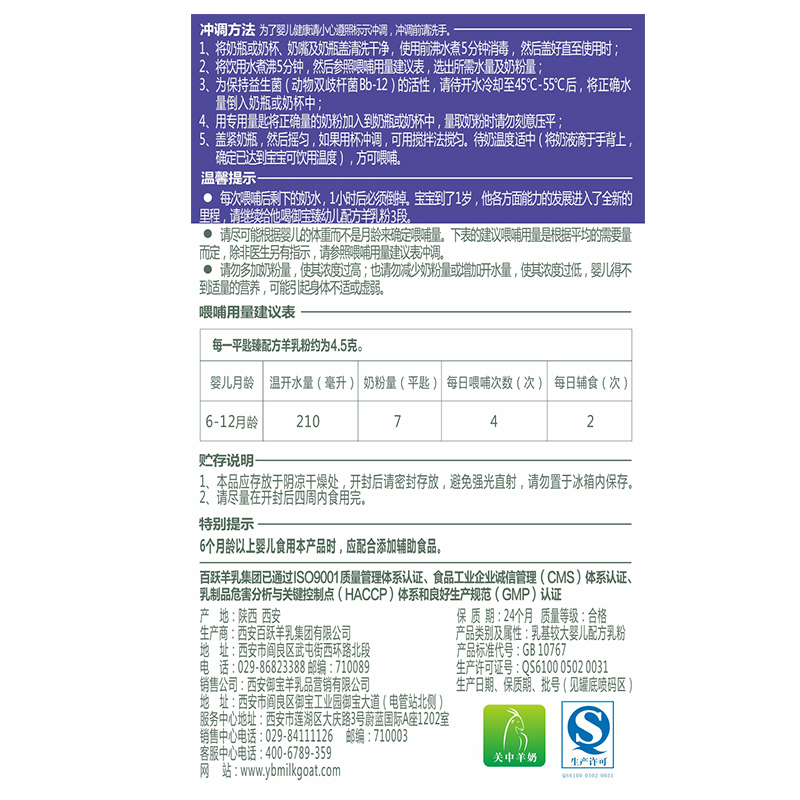 冲调方法 为了婴儿健康请小心遵照标示冲调，冲调前请洗手。
1、将奶瓶或奶杯、奶嘴及奶瓶盖清洗干净，使用前沸水煮5分钟消毒，然后盖好直至使用时；
2、将饮用水煮沸5分钟，然后参照喂哺用量建议表，选出所需水量及奶粉量；
3、为保持益生菌（动物双歧杆菌Bb-12）的活性，请待开水冷却至45℃-55℃后，将正确水
量倒入奶瓶或奶杯中；
4、用专用量匙将正确量的奶粉加入到奶瓶或奶杯中，量取奶粉时请勿刻意压平；
5、盖紧奶瓶，然后摇匀，如果用杯冲调，可用搅拌法搅匀。待奶温度适中（将奶液滴于手背上，
确定已达到宝宝可饮用温度），方可喂哺。
温馨提示
● 每次喂哺后剩下的奶水，1小时后必须倒掉。宝宝到了1岁，他各方面能力的发展进入了全新的
里程，请继续给他喝御宝臻幼儿配方羊乳粉3段。
● 请尽可能根据婴儿的体重而不是月龄来确定喂哺量。下表的建议喂哺用量是根据平均的需要量
而定，除非医生另有指示，请参照喂哺用量建议表冲调。
● 请勿多加奶粉量，使其浓度过高；也请勿减少奶粉量或增加开水量，使其浓度过低，婴儿得不
到适量的营养，可能引起身体不适或虚弱。
喂哺用量建议表
每一平匙臻配方羊乳粉约为4.5克。
婴儿月龄 温开水量（毫升） 奶粉量（平匙） 每日喂哺次数（次） 每日辅食（次）
6-12月龄 210 7 4 2
贮存说明
1、本品应存放于阴凉干燥处，开封后请密封存放，避免强光直射，请勿置于冰箱内保存。
2、请尽量在开封后四周内食用完。
特别提示
6个月龄以上婴儿食用本产品时，应配合添加辅助食品。
百跃羊乳集团已通过ISO9001质量管理体系认证、食品工业企业诚信管理（CMS）体系认证、
乳制品危害分析与关键控制点（HACCP）体系和良好生产规范（GMP）认证
产 地：陕西 西安
生产商：西安百跃羊乳集团有限公司
地 址：西安市阎良区武屯街西环路北段
电 话：029-86823388 邮编：710089
销售公司：西安御宝羊乳品营销有限公司
地 址：西安市阎良区御宝工业园御宝大道（电管站北侧）
服务中心地址：西安市莲湖区大庆路3号蔚蓝国际A座1202室
销售中心电话：029-84111126 邮编：710003
客服中心电话：400-6789-359
网 站：www.ybmilkgoat.com
保 质 期：24个月 质量等级：合格
产品类别及属性：乳基较大婴儿配方乳粉
产品标准代号：GB 10767
生产许可证号：QS6100 0502 0031
生产日期、保质期、批号（见罐底喷码区）
关中羊奶
生产许可
QS6100 0502 0031